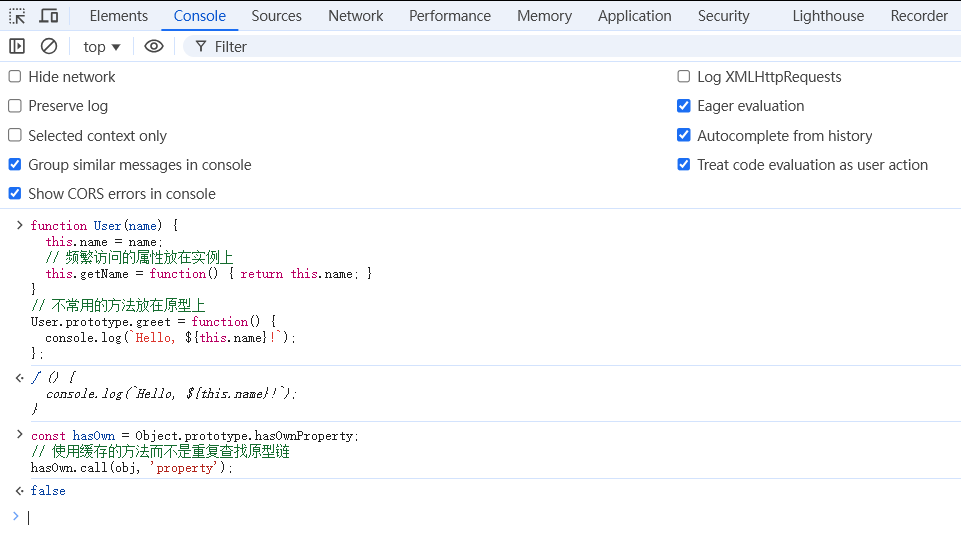 Elements Console Sources Network Performance Memory Application Security Lighthouse Recorder
top Filter
Hide network
Log XMLHttpRequests
Preserve log
Eager evaluation
Selected context only
Autocomplete from history
Group similar messages in console
Treat code evaluation as user action
Show CORS errors in console
function User(name) {
  this.name = name;
  // 频繁访问的属性放在实例上
  this.getName = function() { return this.name; }
}
// 不常用的方法放在原型上
User.prototype.greet = function() {
  console.log(`Hello, ${this.name}!`);
};
ƒ () {
  console.log(`Hello, ${this.name}!`);
}
const hasOwn = Object.prototype.hasOwnProperty;
// 使用缓存的方法而不是重复查找原型链
hasOwn.call(obj, 'property');
false